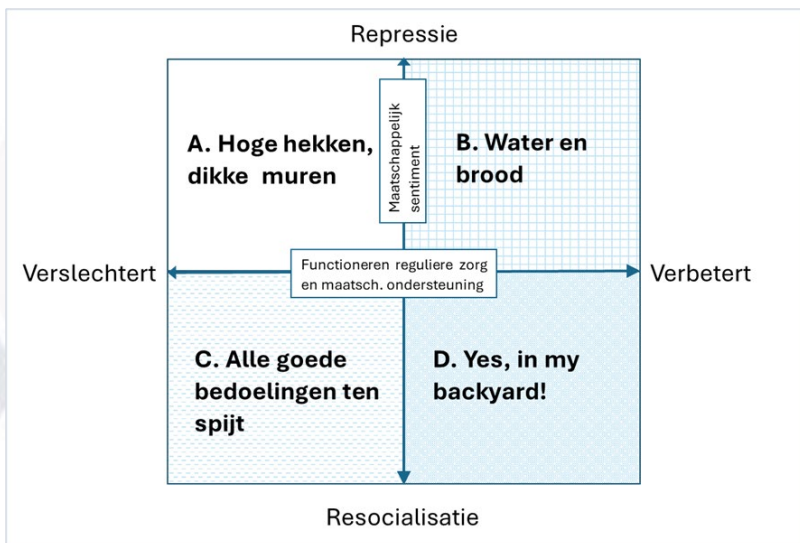 Repressie
A. Hoge hekken,
dikke muren
Maatschappelijk
sentiment
B. Water en
brood
Verslechtert
Functioneren reguliere zorg
en maatsch. ondersteuning
Verbetert
C. Alle goede
bedoelingen ten
spijt
D. Yes, in my
backyard!
Resocialisatie